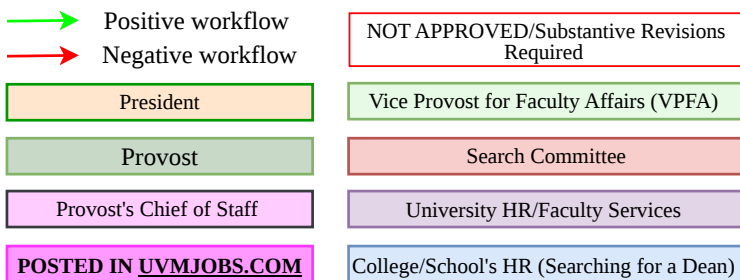 Positive workflow
Negative workflow
NOT APPROVED/Substantive Revisions
Required
President
Vice Provost for Faculty Affairs (VPFA)
Provost
Search Committee
Provost's Chief of Staff
University HR/Faculty Services
POSTED IN UVMJOBS.COM
College/School's HR (Searching for a Dean)